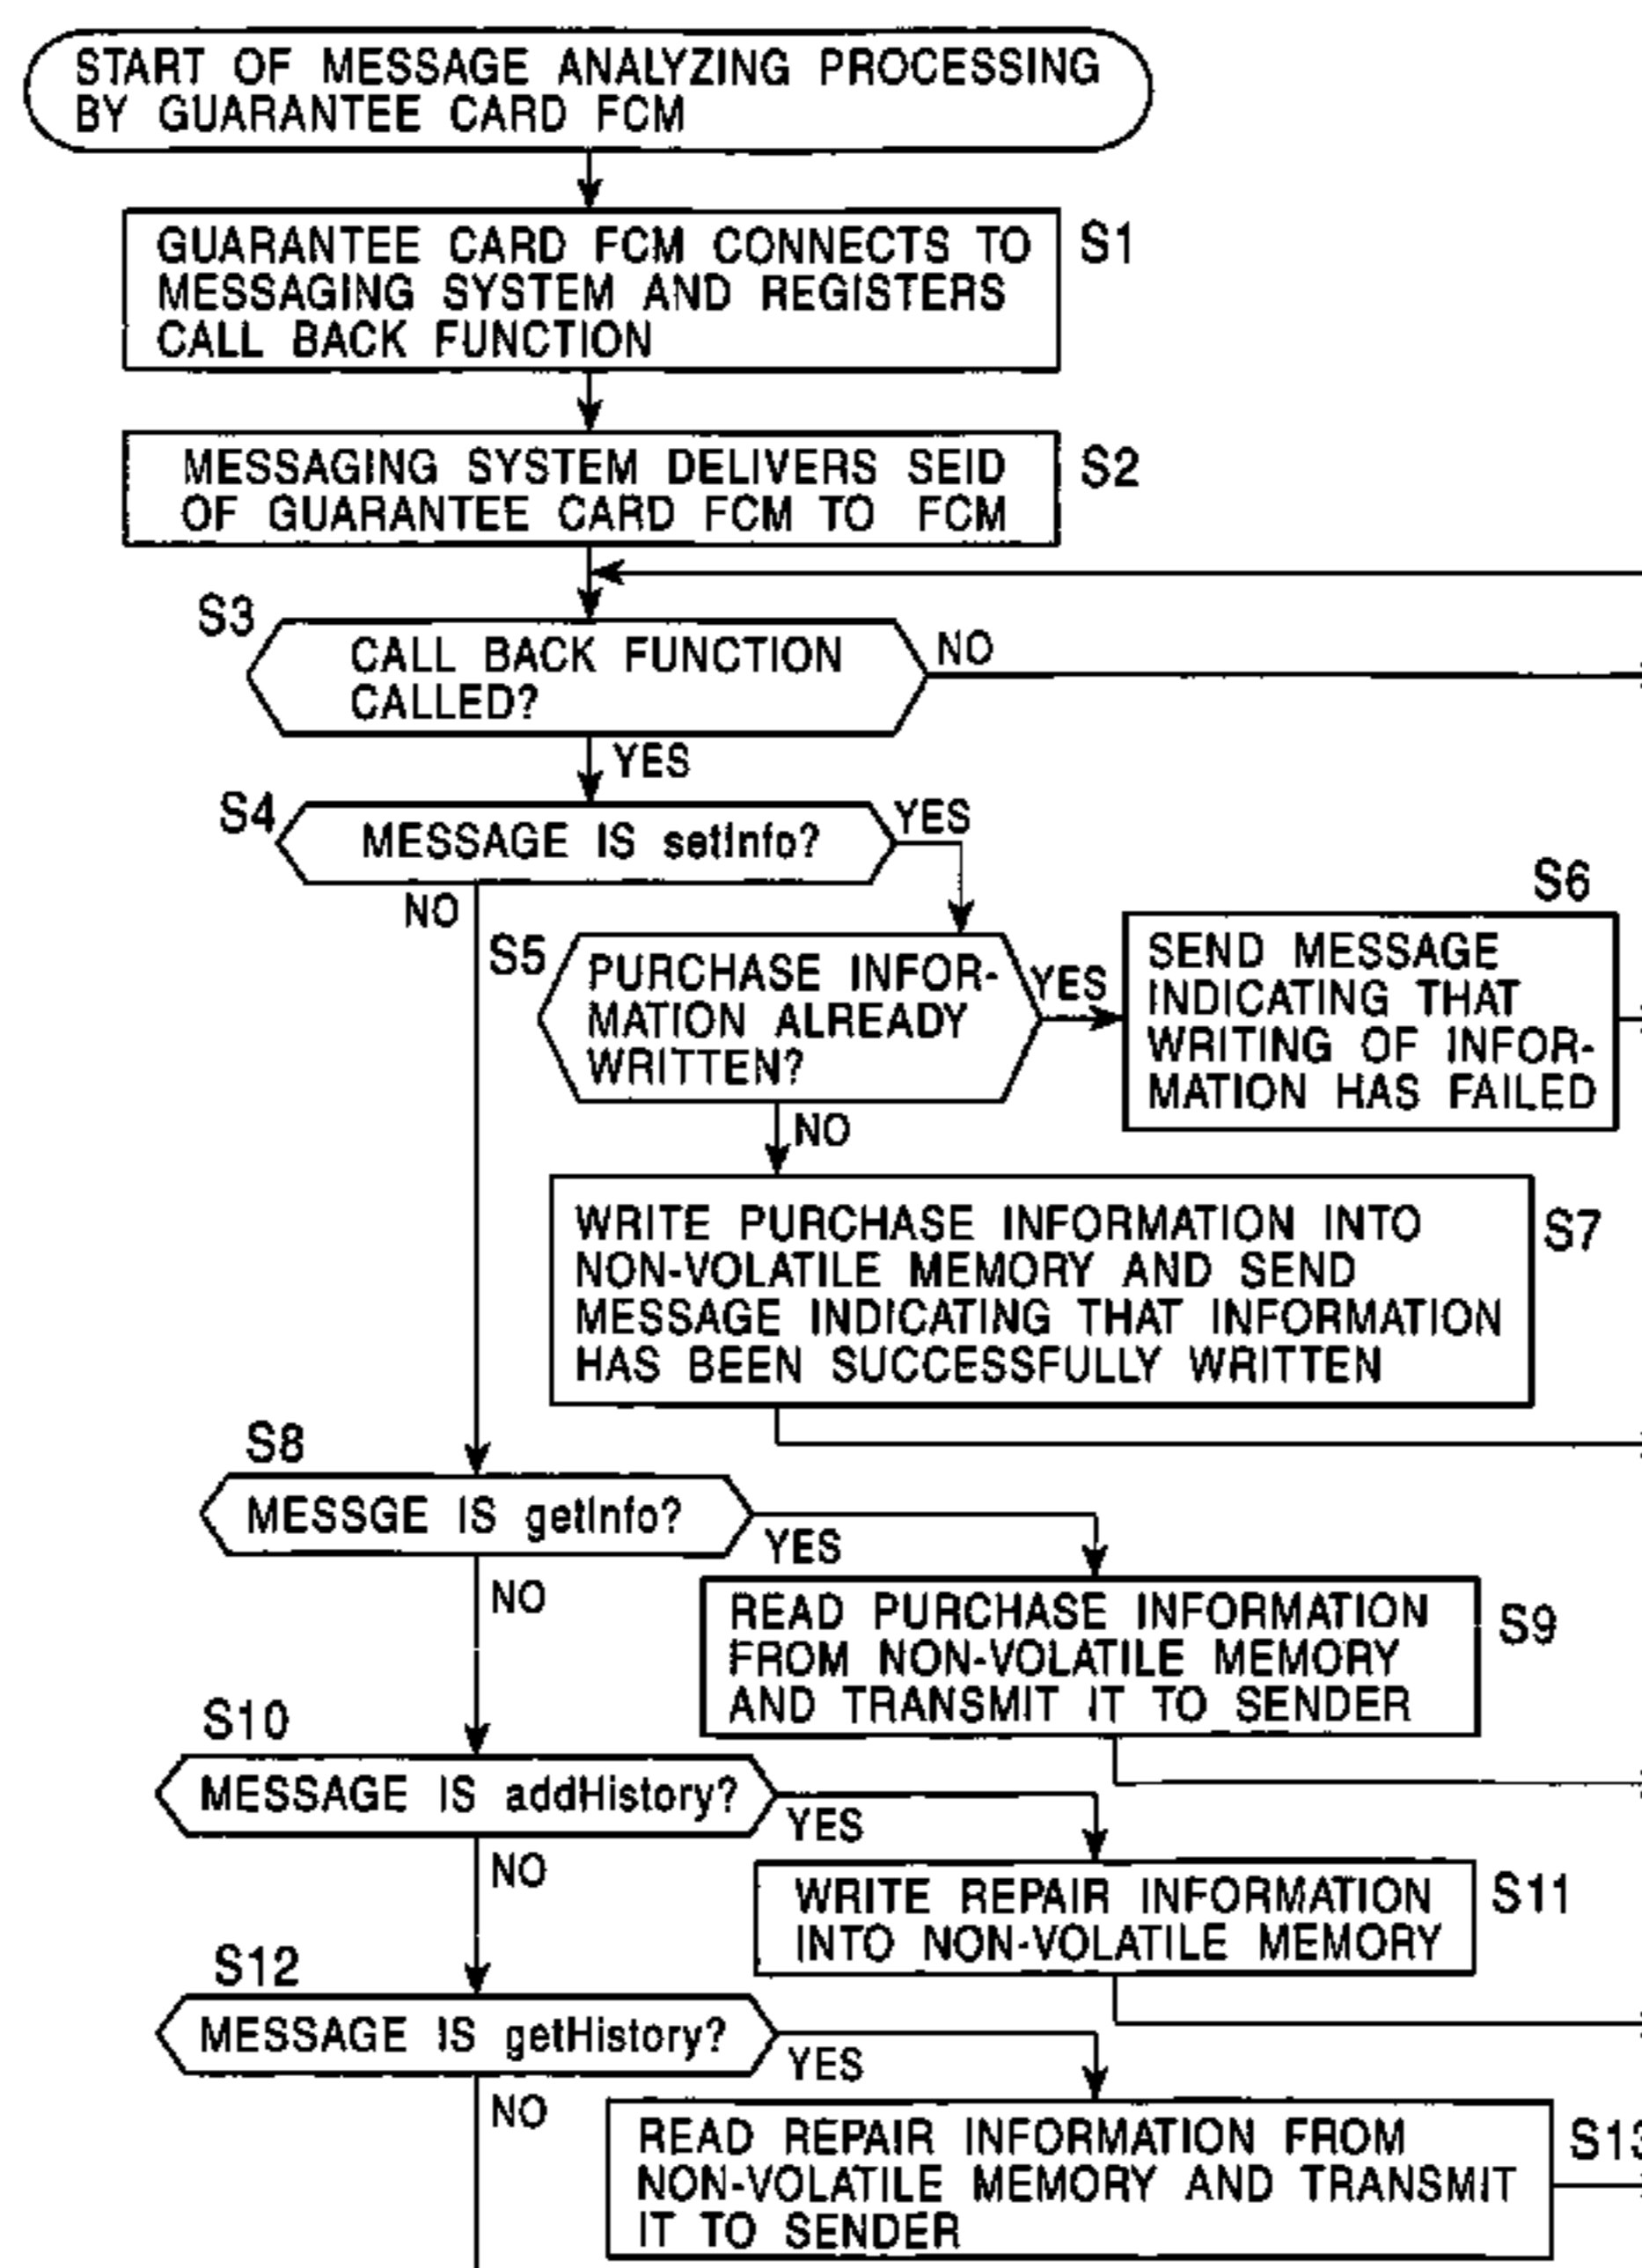 START OF MESSAGE ANALYZING PROCESSING
BY GUARANTEE CARD FCM
GUARANTEE CARD FCM CONNECTS TO
MESSAGING SYSTEM AND REGISTERS
CALL BACK FUNCTION
S1
MESSAGING SYSTEM DELIVERS SEID
OF GUARANTEE CARD FCM TO FCM
S2
S3
CALL BACK FUNCTION
CALLED?
NO
YES
S4
MESSAGE IS setInfo?
YES
NO
S5
PURCHASE INFOR-
MATION ALREADY
WRITTEN?
YES
S6
SEND MESSAGE
INDICATING THAT
WRITING OF INFOR-
MATION HAS FAILED
NO
WRITE PURCHASE INFORMATION INTO
NON-VOLATILE MEMORY AND SEND
MESSAGE INDICATING THAT INFORMATION
HAS BEEN SUCCESSFULLY WRITTEN
S7
S8
MESSGE IS getInfo?
YES
NO
READ PURCHASE INFORMATION
FROM NON-VOLATILE MEMORY
AND TRANSMIT IT TO SENDER
S9
S10
MESSAGE IS addHistory?
YES
NO
WRITE REPAIR INFORMATION
INTO NON-VOLATILE MEMORY
S11
S12
MESSAGE IS getHistory?
YES
NO
READ REPAIR INFORMATION FROM
NON-VOLATILE MEMORY AND TRANSMIT
IT TO SENDER
S13